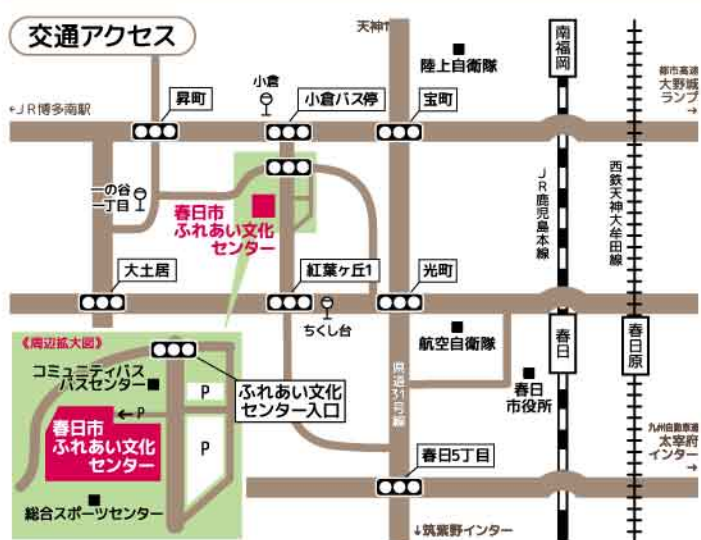 交通アクセス
天神↑
陸上自衛隊
南福岡
都市高速
大野城
ランプ
→
←JR博多南駅
昇町
小倉
小倉バス停
宝町
一の谷
一丁目
春日市
ふれあい文化
センター
JR鹿児島本線
西鉄天神大牟田線
大土居
紅葉ヶ丘1
光町
ちくし台
航空自衛隊
春日
春日原
県道31号線
春日
市役所
《周辺拡大図》
コミュニティバス
バスセンター
P
ふれあい文化
センター入口
←P
春日市
ふれあい文化
センター
P
総合スポーツセンター
九州自動車道
太宰府
インター
→
春日5丁目
↓筑紫野インター